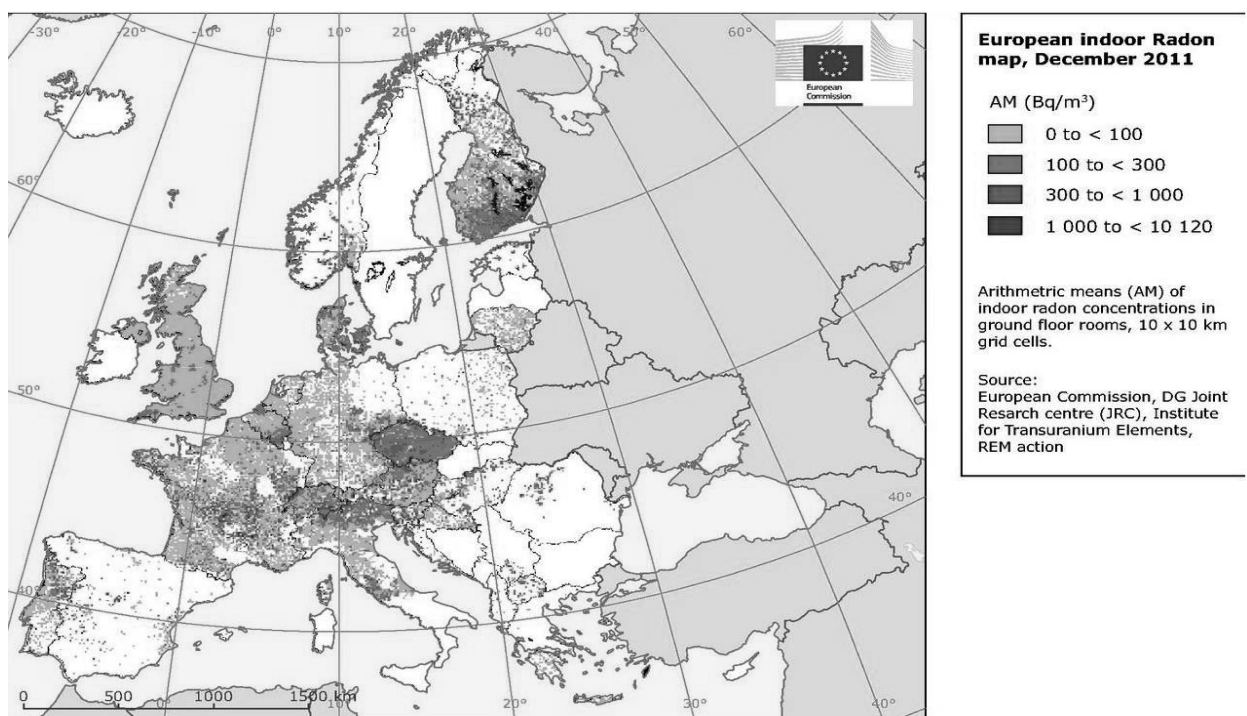 -30°
-20°
-10°
0°
10°
20°
30°
40°
50°
60°
European
Commission
60°
50°
40°
40°
0
500
1000
1500 km
10°
20°
30°
40°
European indoor Radon
map, December 2011
AM (Bq/m³)
0 to < 100
100 to < 300
300 to < 1 000
1 000 to < 10 120
Arithmetric means (AM) of
indoor radon concentrations in
ground floor rooms, 10 x 10 km
grid cells.
Source:
European Commission, DG Joint
Resarch centre (JRC), Institute
for Transuranium Elements,
REM action